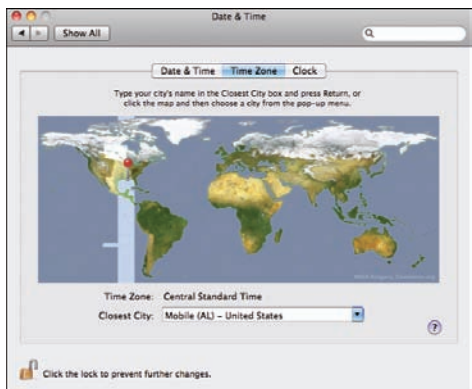 Date & Time
Show All
Date & Time Time Zone Clock
Type your city's name in the Closest City box and press Return, or
click the map and then choose a city from the pop-up menu.
Time Zone: Central Standard Time
Closest City: Mobile (AL) – United States
?
Click the lock to prevent further changes.